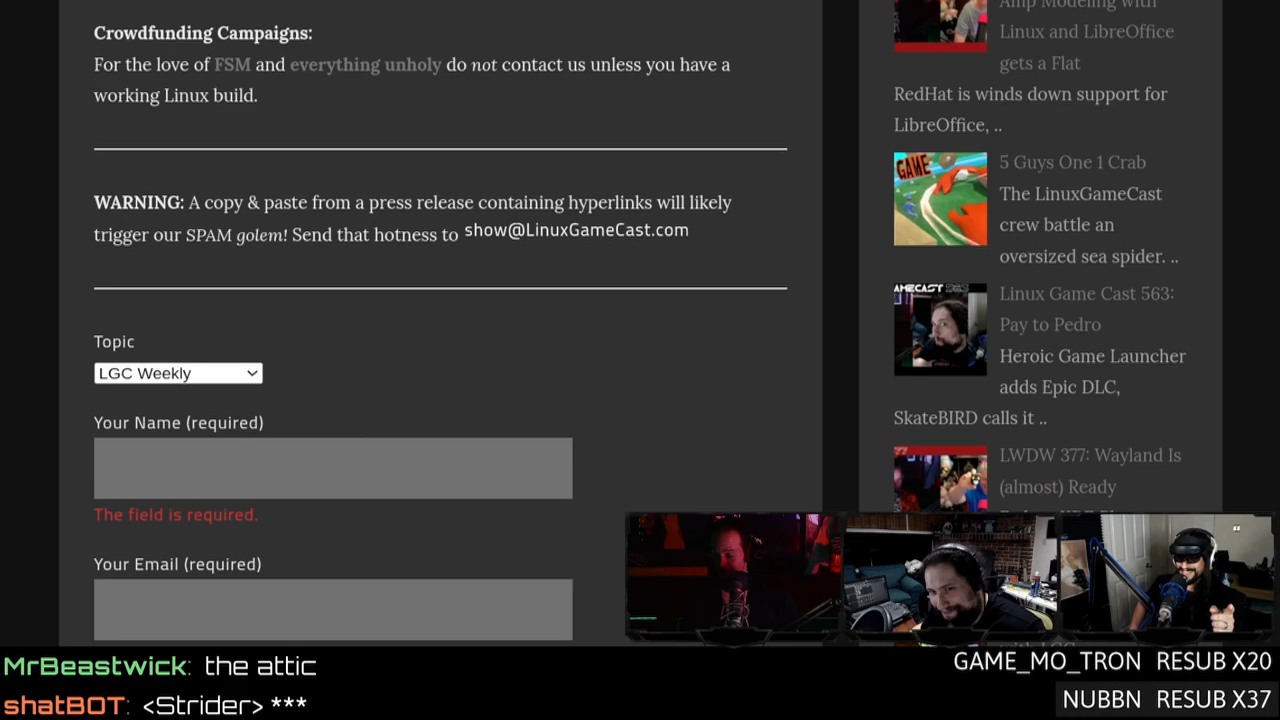 Crowdfunding Campaigns:
For the love of FSM and everything unholy do not contact us unless you have a
working Linux build.
WARNING: A copy & paste from a press release containing hyperlinks will likely
trigger our SPAM golem! Send that hotness to show@LinuxGameCast.com
Topic
LGC Weekly
Your Name (required)
The field is required.
Your Email (required)
Amp Modeling with
Linux and LibreOffice
gets a Flat
RedHat is winds down support for
LibreOffice, ..
GAME
5 Guys One 1 Crab
The LinuxGameCast
crew battle an
oversized sea spider. ..
Linux Game Cast 563:
Pay to Pedro
Heroic Game Launcher
adds Epic DLC,
SkateBIRD calls it ..
LWDW 377: Wayland Is
(almost) Ready
MrBeastwick: the attic
shatBOT: <Strider> ***
GAME_MO_TRON RESUB X20
NUBBN RESUB X37